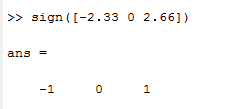 >> sign([-2.33 0 2.66])
ans =
-1 0 1